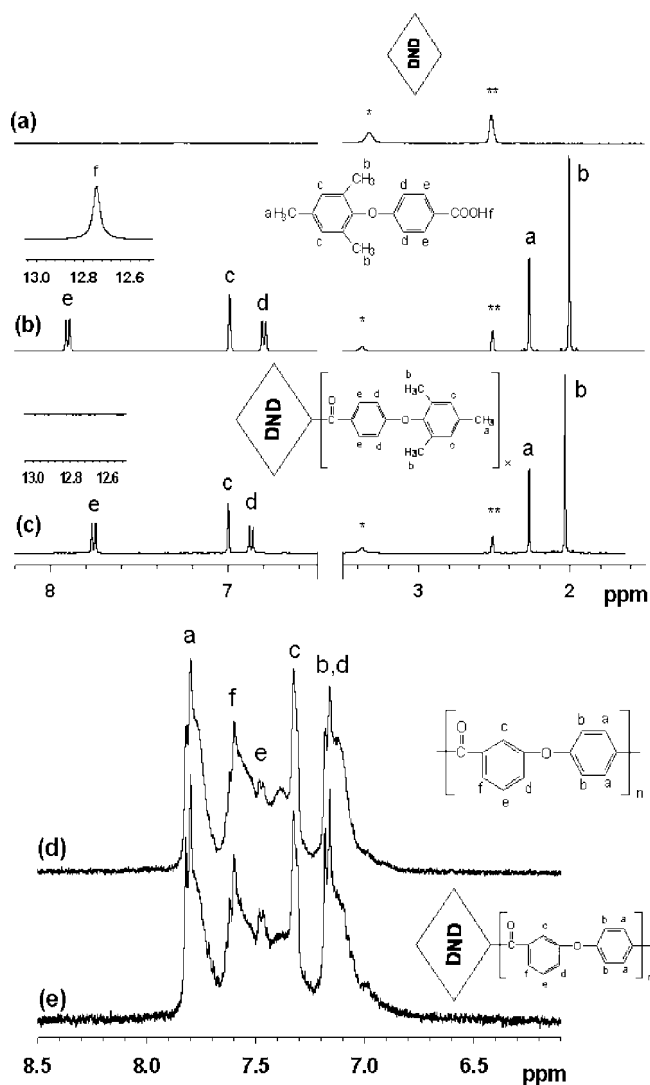 DND
(a)
*
**
f
13.0 12.8 12.6
b
c
CH₃
d
e
a H₃C
O
COOHf
c
CH₃
b
d
e
a
b
e
c
d
*
**
(b)
13.0 12.8 12.6
DND
O
C
e
d
O
b
H₃C
c
CH₃
a
e
d
H₃C
b
c
x
e
c
d
*
**
a
b
(c)
8
7
3
2
ppm
a
f
e
c
b,d
O
C
c
O
b
a
f
e
d
b
a
n
(d)
DND
O
C
c
O
b
a
f
e
d
b
a
n
(e)
8.5 8.0 7.5 7.0 6.5 ppm